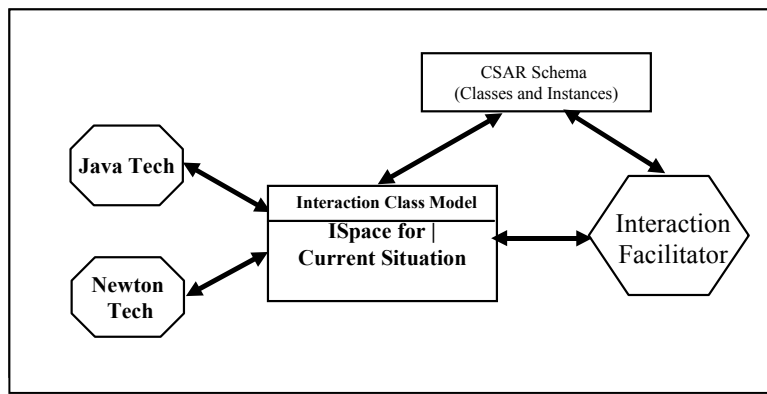 CSAR Schema
(Classes and Instances)
Java Tech
Interaction Class Model
ISpace for |
Current Situation
Interaction
Facilitator
Newton
Tech